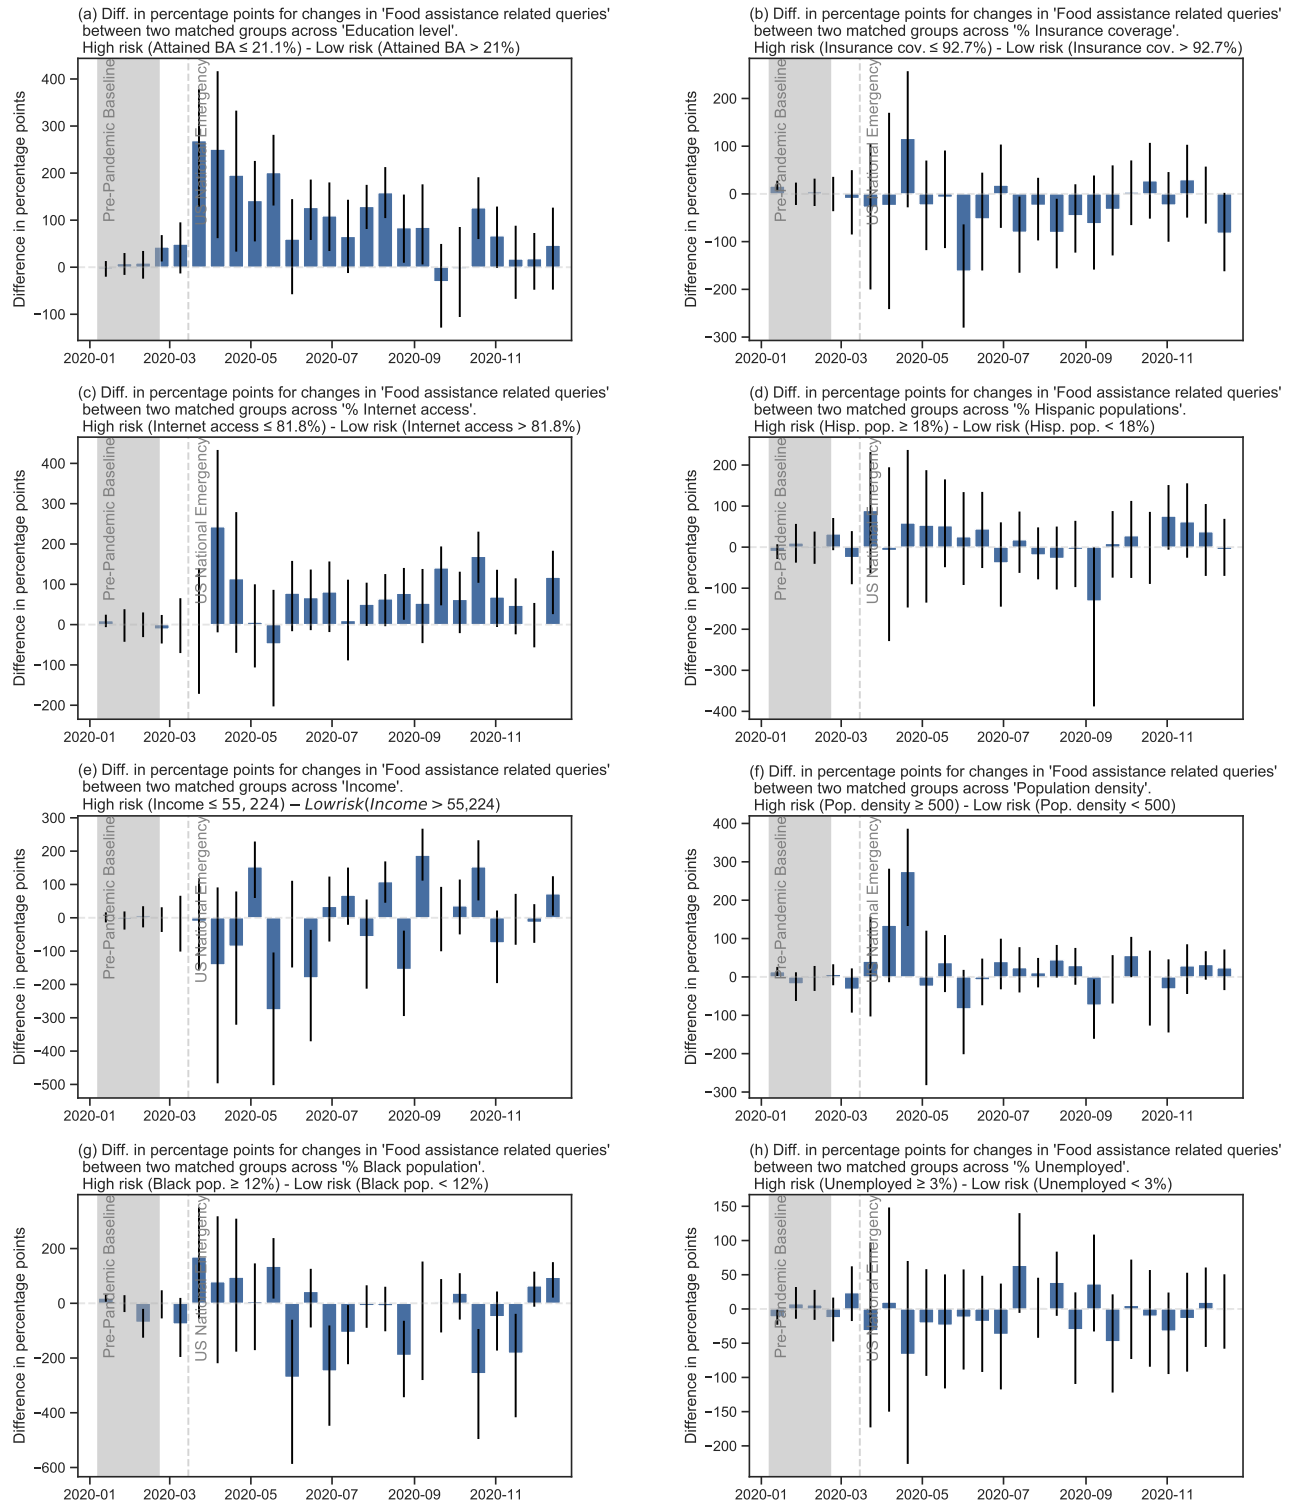 (a) Diff. in percentage points for changes in 'Food assistance related queries'
between two matched groups across 'Education level'.
High risk (Attained BA ≤ 21.1%) - Low risk (Attained BA > 21%)
Difference in percentage points
400
300
200
100
0
−100
Pre-Pandemic Baseline
US National Emergency
2020-01
2020-03
2020-05
2020-07
2020-09
2020-11
(b) Diff. in percentage points for changes in 'Food assistance related queries'
between two matched groups across '% Insurance coverage'.
High risk (Insurance cov. ≤ 92.7%) - Low risk (Insurance cov. > 92.7%)
Difference in percentage points
200
100
0
−100
−200
−300
Pre-Pandemic Baseline
US National Emergency
2020-01
2020-03
2020-05
2020-07
2020-09
2020-11
(c) Diff. in percentage points for changes in 'Food assistance related queries'
between two matched groups across '% Internet access'.
High risk (Internet access ≤ 81.8%) - Low risk (Internet access > 81.8%)
Difference in percentage points
400
300
200
100
0
−100
−200
Pre-Pandemic Baseline
US National Emergency
2020-01
2020-03
2020-05
2020-07
2020-09
2020-11
(d) Diff. in percentage points for changes in 'Food assistance related queries'
between two matched groups across '% Hispanic populations'.
High risk (Hisp. pop. ≥ 18%) - Low risk (Hisp. pop. < 18%)
Difference in percentage points
200
100
0
−100
−200
−300
−400
Pre-Pandemic Baseline
US National Emergency
2020-01
2020-03
2020-05
2020-07
2020-09
2020-11
(e) Diff. in percentage points for changes in 'Food assistance related queries'
between two matched groups across 'Income'.
High risk (Income ≤ 55, 224) − Lowrisk(Income > 55,224)
Difference in percentage points
300
200
100
0
−100
−200
−300
−400
−500
Pre-Pandemic Baseline
US National Emergency
2020-01
2020-03
2020-05
2020-07
2020-09
2020-11
(f) Diff. in percentage points for changes in 'Food assistance related queries'
between two matched groups across 'Population density'.
High risk (Pop. density ≥ 500) - Low risk (Pop. density < 500)
Difference in percentage points
400
300
200
100
0
−100
−200
−300
Pre-Pandemic Baseline
US National Emergency
2020-01
2020-03
2020-05
2020-07
2020-09
2020-11
(g) Diff. in percentage points for changes in 'Food assistance related queries'
between two matched groups across '% Black population'.
High risk (Black pop. ≥ 12%) - Low risk (Black pop. < 12%)
Difference in percentage points
200
0
−200
−400
−600
Pre-Pandemic Baseline
US National Emergency
2020-01
2020-03
2020-05
2020-07
2020-09
2020-11
(h) Diff. in percentage points for changes in 'Food assistance related queries'
between two matched groups across '% Unemployed'.
High risk (Unemployed ≥ 3%) - Low risk (Unemployed < 3%)
Difference in percentage points
150
100
50
0
−50
−100
−150
−200
Pre-Pandemic Baseline
US National Emergency
2020-01
2020-03
2020-05
2020-07
2020-09
2020-11